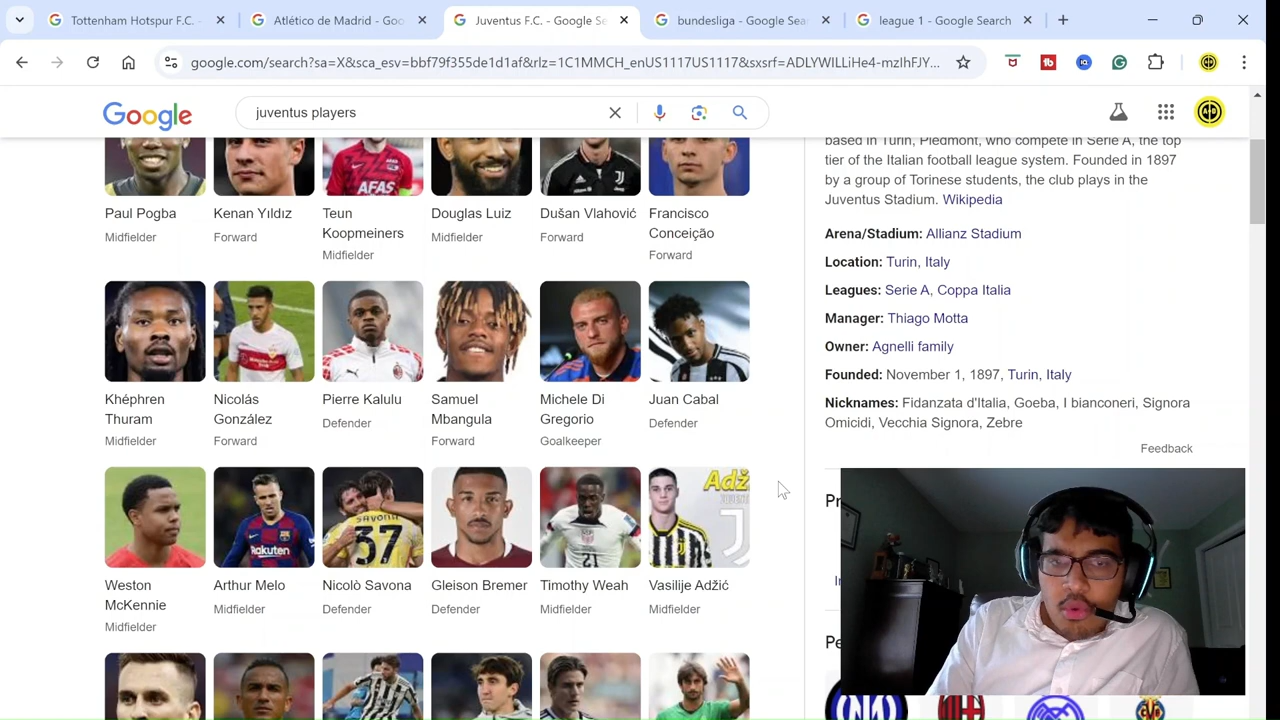 Tottenham Hotspur F.C. -
Atlético de Madrid - Goo
Juventus F.C. - Google Se
bundesliga - Google Sea
league 1 - Google Search
google.com/search?sa=X&sca_esv=bbf79f355de1d1af&rlz=1C1MMCH_enUS1117US1117&sxsrf=ADLYWILLiHe4-mzlhFJY...
Google
juventus players
Paul Pogba
Midfielder
Kenan Yıldız
Forward
Teun
Koopmeiners
Midfielder
Douglas Luiz
Midfielder
Dušan Vlahović
Forward
Francisco
Conceição
Forward
Khéphren
Thuram
Midfielder
Nicolás
González
Forward
Pierre Kalulu
Defender
Samuel
Mbangula
Forward
Michele Di
Gregorio
Goalkeeper
Juan Cabal
Defender
Weston
McKennie
Midfielder
Arthur Melo
Midfielder
Nicolò Savona
Defender
Gleison Bremer
Defender
Timothy Weah
Midfielder
Vasilije Adžić
Midfielder
AFAS
Rakuten
SAVONA
37
21
Adž
based in Turin, Piedmont, who compete in Serie A, the top
tier of the Italian football league system. Founded in 1897
by a group of Torinese students, the club plays in the
Juventus Stadium. Wikipedia
Arena/Stadium: Allianz Stadium
Location: Turin, Italy
Leagues: Serie A, Coppa Italia
Manager: Thiago Motta
Owner: Agnelli family
Founded: November 1, 1897, Turin, Italy
Nicknames: Fidanzata d'Italia, Goeba, I bianconeri, Signora
Omicidi, Vecchia Signora, Zebre
Feedback
Pr
In
Pe